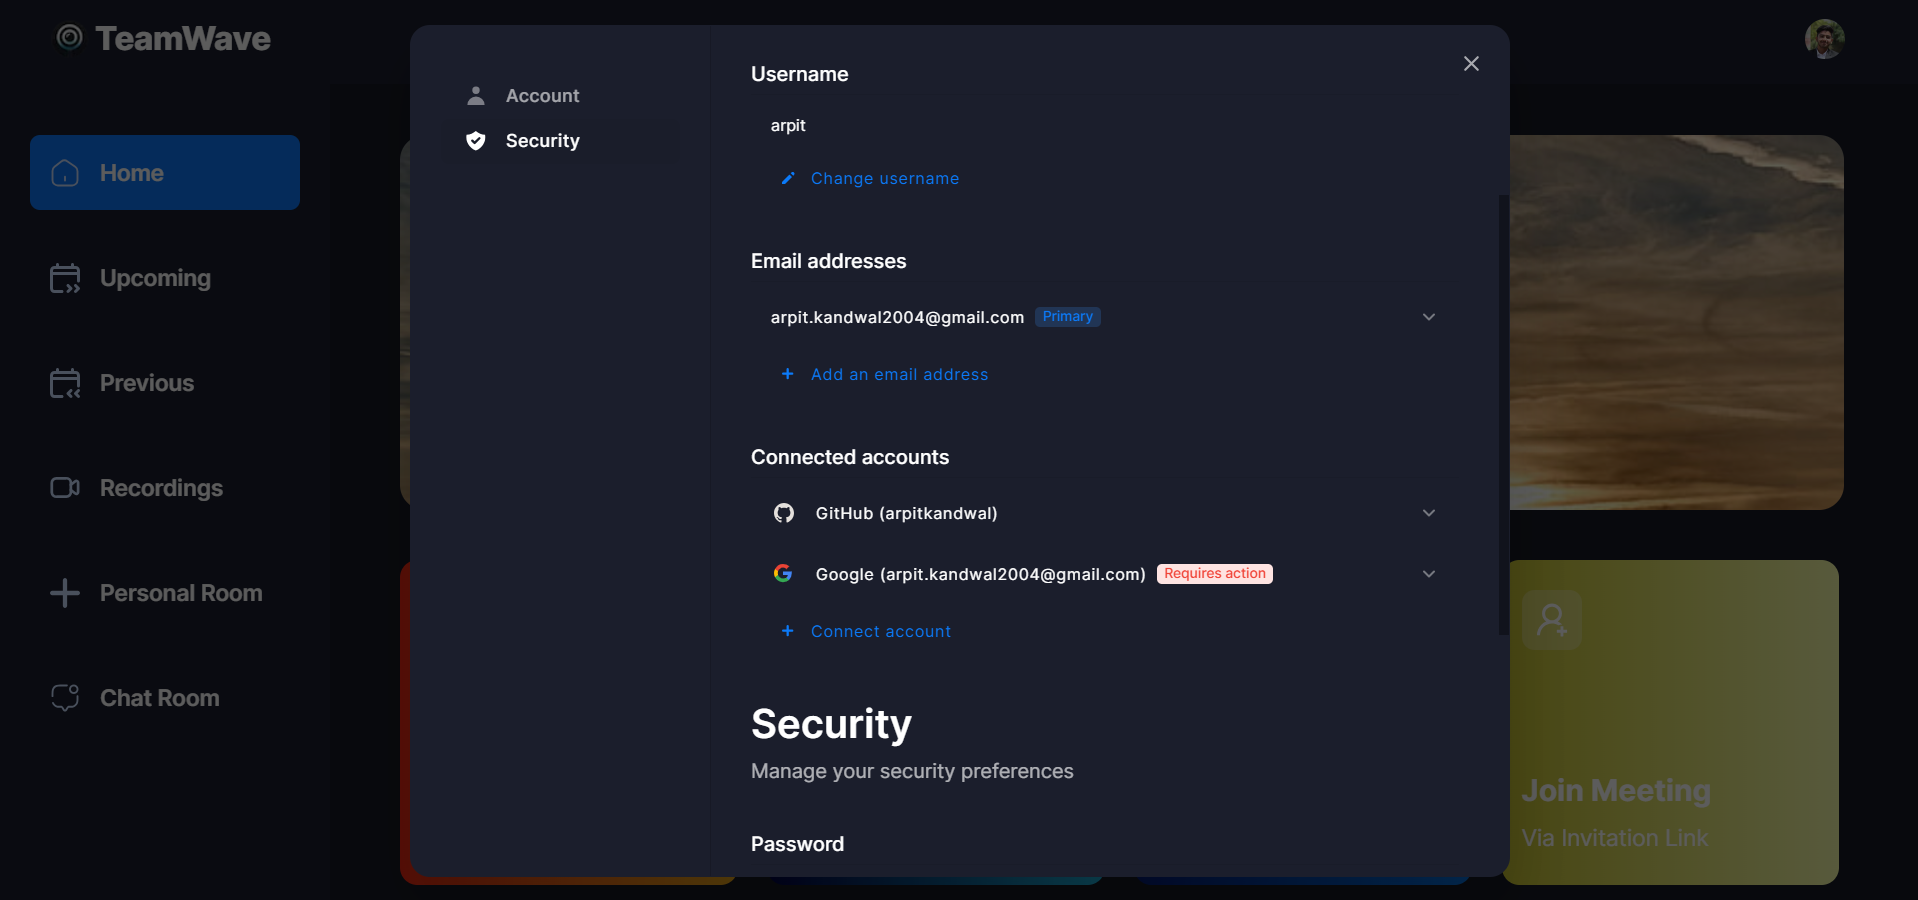 TeamWave
Home
Upcoming
Previous
Recordings
Personal Room
Chat Room
Account
Security
Username
arpit
Change username
Email addresses
arpit.kandwal2004@gmail.com Primary
Add an email address
Connected accounts
GitHub (arpitkandwal)
Google (arpit.kandwal2004@gmail.com) Requires action
Connect account
Security
Manage your security preferences
Password
Join Meeting
Via Invitation Link